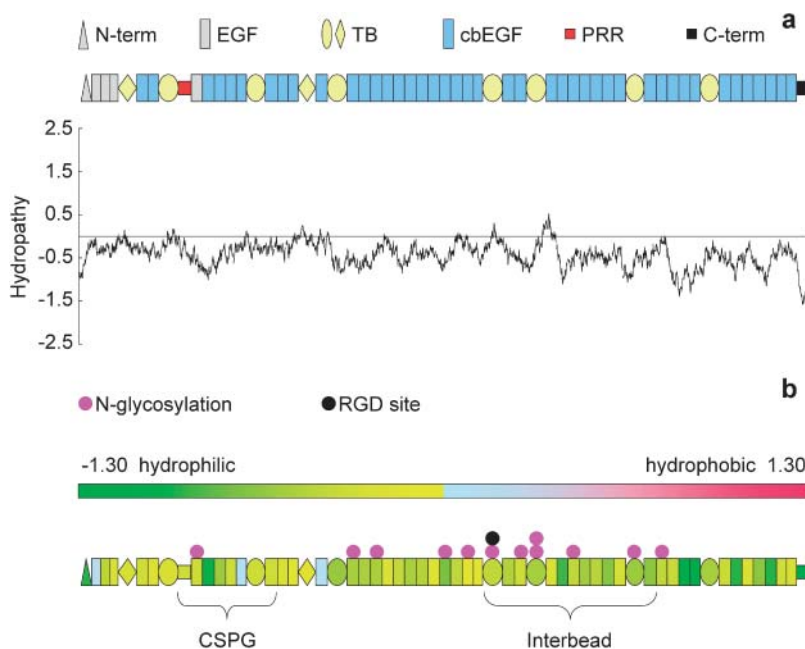 a
N-term EGF TB cbEGF PRR C-term
2.5
1.5
0.5
-0.5
-1.5
-2.5
Hydropathy
b
N-glycosylation RGD site
-1.30 hydrophilic hydrophobic 1.30
CSPG Interbead